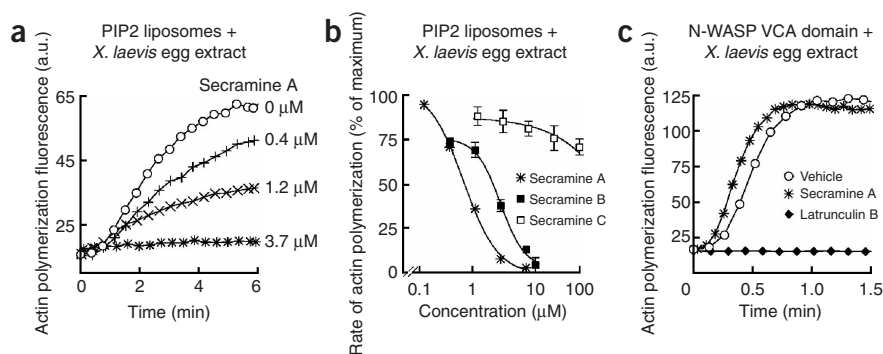 a
PIP2 liposomes +
X. laevis egg extract
Actin polymerization fluorescence (a.u.)
Secramine A
65
45
25
0 µM
0.4 µM
1.2 µM
3.7 µM
0 2 4 6
Time (min)
b
PIP2 liposomes +
X. laevis egg extract
Rate of actin polymerization (% of maximum)
100
75
50
25
0
Secramine A
Secramine B
Secramine C
0.1 1 10 100
Concentration (µM)
c
N-WASP VCA domain +
X. laevis egg extract
Actin polymerization fluorescence (a.u.)
125
100
75
50
25
0
Vehicle
Secramine A
Latrunculin B
0 0.5 1.0 1.5
Time (min)